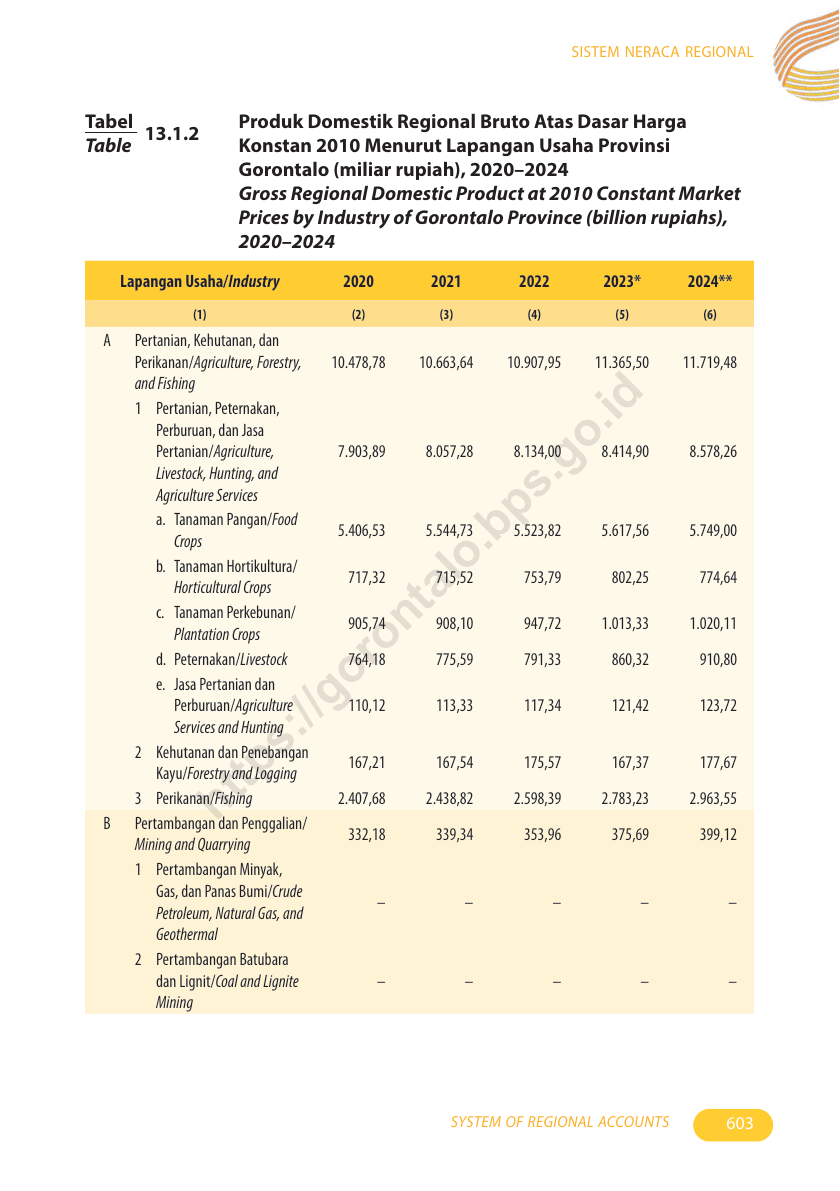 SISTEM NERACA REGIONAL
Tabel
Table
13.1.2
Produk Domestik Regional Bruto Atas Dasar Harga
Konstan 2010 Menurut Lapangan Usaha Provinsi
Gorontalo (miliar rupiah), 2020–2024
Gross Regional Domestic Product at 2010 Constant Market
Prices by Industry of Gorontalo Province (billion rupiahs),
2020–2024
Lapangan Usaha/Industry 2020 2021 2022 2023* 2024**
(1) (2) (3) (4) (5) (6)
A Pertanian, Kehutanan, dan
Perikanan/Agriculture, Forestry, 10.478,78 10.663,64 10.907,95 11.365,50 11.719,48
and Fishing
1 Pertanian, Peternakan,
Perburuan, dan Jasa
Pertanian/Agriculture, 7.903,89 8.057,28 8.134,00 8.414,90 8.578,26
Livestock, Hunting, and
Agriculture Services
a. Tanaman Pangan/Food
Crops 5.406,53 5.544,73 5.523,82 5.617,56 5.749,00
b. Tanaman Hortikultura/
Horticultural Crops 717,32 715,52 753,79 802,25 774,64
c. Tanaman Perkebunan/
Plantation Crops 905,74 908,10 947,72 1.013,33 1.020,11
d. Peternakan/Livestock 764,18 775,59 791,33 860,32 910,80
e. Jasa Pertanian dan
Perburuan/Agriculture 110,12 113,33 117,34 121,42 123,72
Services and Hunting
2 Kehutanan dan Penebangan
Kayu/Forestry and Logging 167,21 167,54 175,57 167,37 177,67
3 Perikanan/Fishing 2.407,68 2.438,82 2.598,39 2.783,23 2.963,55
B Pertambangan dan Penggalian/
Mining and Quarrying 332,18 339,34 353,96 375,69 399,12
1 Pertambangan Minyak,
Gas, dan Panas Bumi/Crude
Petroleum, Natural Gas, and – – – – –
Geothermal
2 Pertambangan Batubara
dan Lignit/Coal and Lignite – – – – –
Mining
https://gorontalo.bps.go.id
SYSTEM OF REGIONAL ACCOUNTS 603